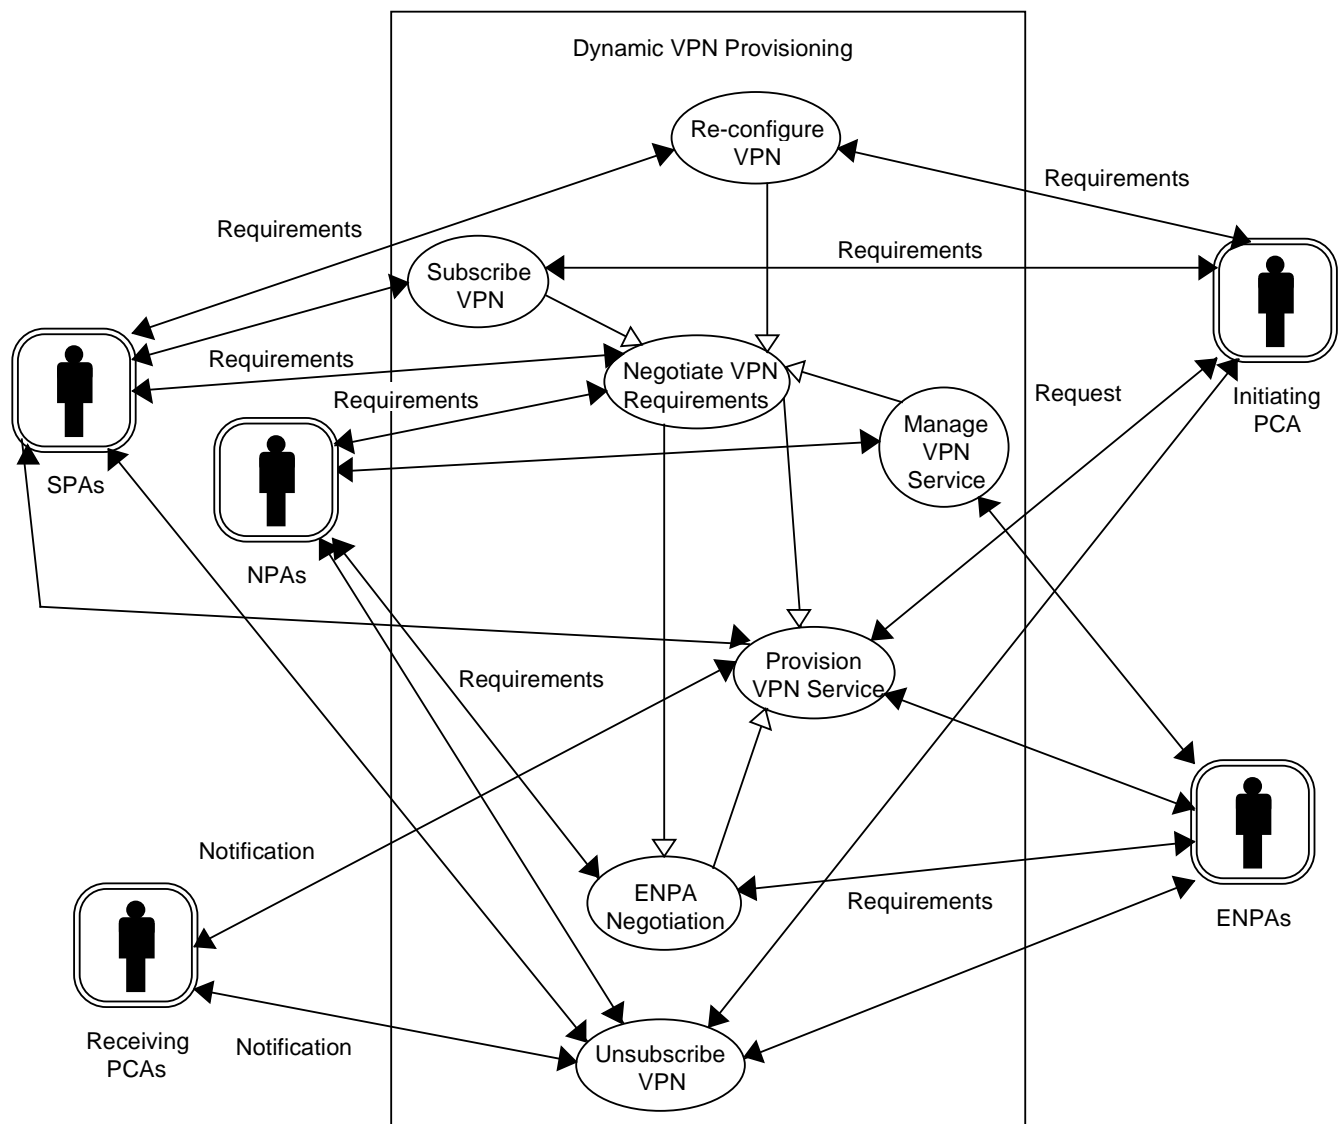 Dynamic VPN Provisioning
Re-configure
VPN
Requirements
Requirements
Requirements
Subscribe
VPN
Requirements
Negotiate VPN
Requirements
Requirements
Request
Initiating
PCA
Manage
VPN
Service
SPAs
NPAs
Provision
VPN Service
Requirements
Notification
ENPA
Negotiation
Requirements
ENPAs
Receiving
PCAs
Notification
Unsubscribe
VPN